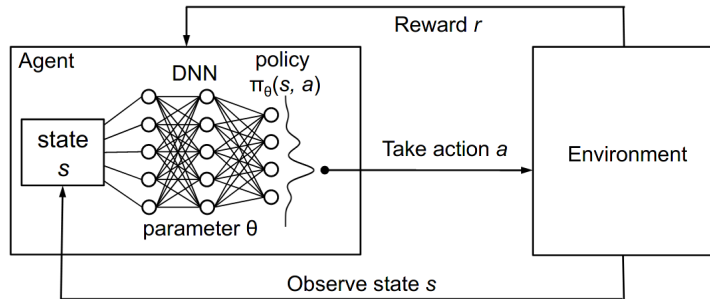 Reward r
Agent
DNN
policy
πθ(s, a)
state
s
Take action a
Environment
parameter θ
Observe state s